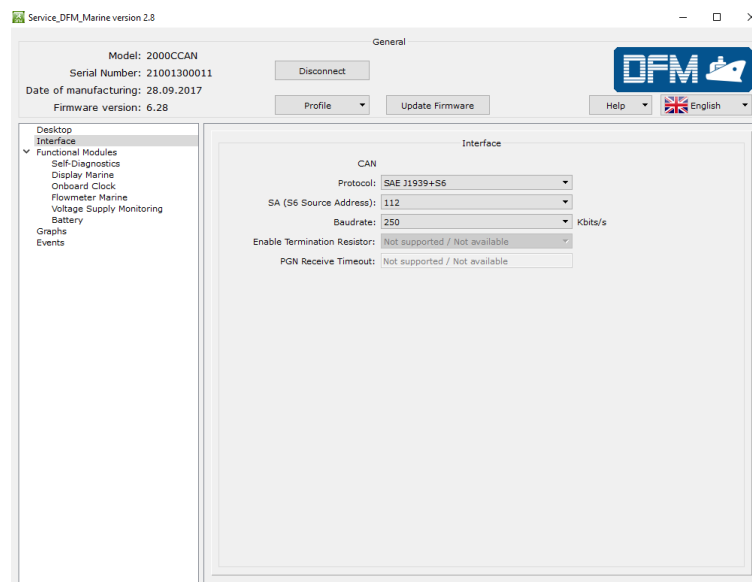 Service_DFM_Marine version 2.8
General
Model: 2000CCAN
Serial Number: 21001300011
Date of manufacturing: 28.09.2017
Firmware version: 6.28
Disconnect
Profile
Update Firmware
DFM
Help
English
Desktop
Interface
Functional Modules
Self-Diagnostics
Display Marine
Onboard Clock
Flowmeter Marine
Voltage Supply Monitoring
Battery
Graphs
Events
Interface
CAN
Protocol: SAE J1939+S6
SA (S6 Source Address): 112
Baudrate: 250 Kbits/s
Enable Termination Resistor: Not supported / Not available
PGN Receive Timeout: Not supported / Not available